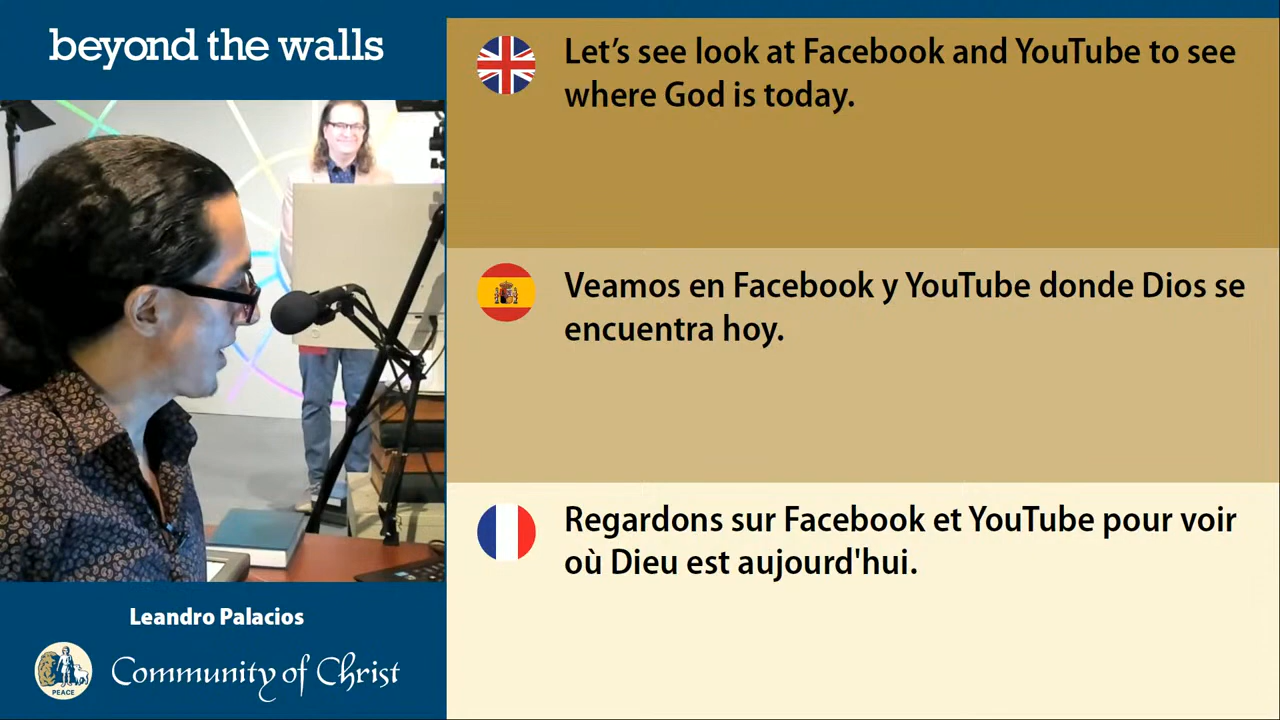 beyond the walls
Let's see look at Facebook and YouTube to see
where God is today.
Veamos en Facebook y YouTube donde Dios se
encuentra hoy.
Regardons sur Facebook et YouTube pour voir
où Dieu est aujourd'hui.
Leandro Palacios
Community of Christ
PEACE